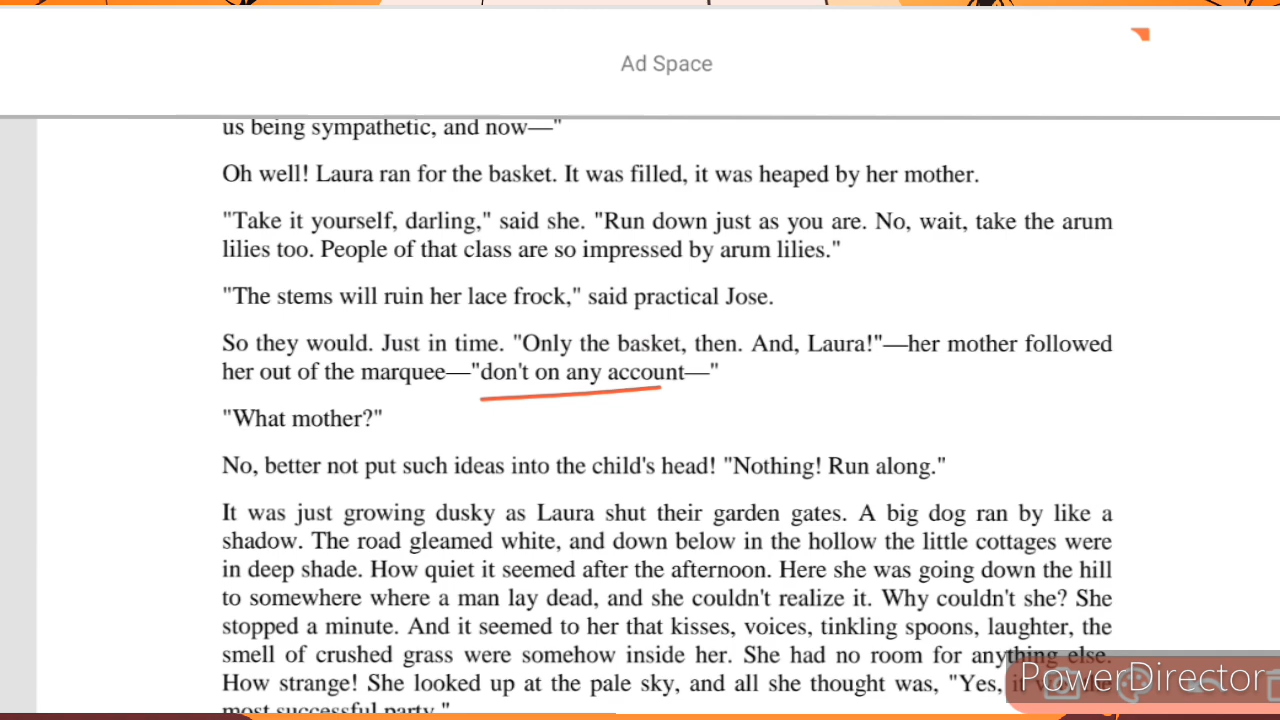 Ad Space
us being sympathetic, and now—"
Oh well! Laura ran for the basket. It was filled, it was heaped by her mother.
"Take it yourself, darling," said she. "Run down just as you are. No, wait, take the arum
lilies too. People of that class are so impressed by arum lilies."
"The stems will ruin her lace frock," said practical Jose.
So they would. Just in time. "Only the basket, then. And, Laura!"—her mother followed
her out of the marquee—"don't on any account—"
"What mother?"
No, better not put such ideas into the child's head! "Nothing! Run along."
It was just growing dusky as Laura shut their garden gates. A big dog ran by like a
shadow. The road gleamed white, and down below in the hollow the little cottages were
in deep shade. How quiet it seemed after the afternoon. Here she was going down the hill
to somewhere where a man lay dead, and she couldn't realize it. Why couldn't she? She
stopped a minute. And it seemed to her that kisses, voices, tinkling spoons, laughter, the
smell of crushed grass were somehow inside her. She had no room for anything else.
How strange! She looked up at the pale sky, and all she thought was, "Yes,
most successful party."
PowerDirector